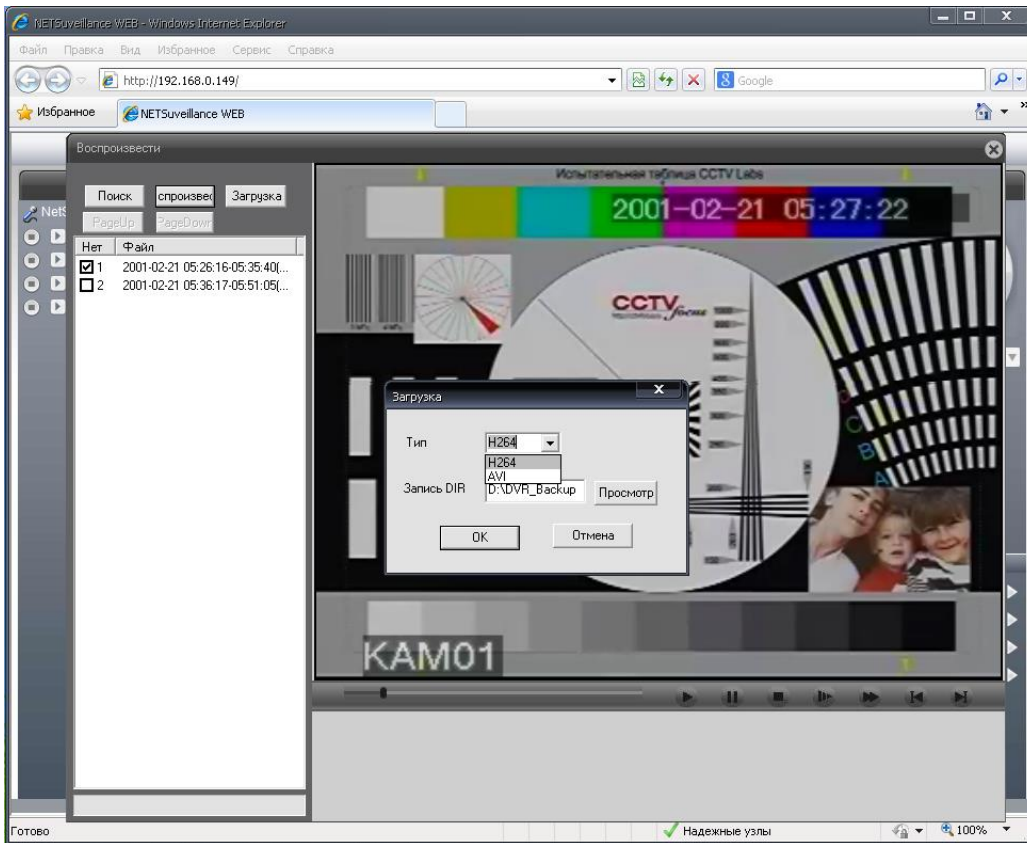 NETSuveillance WEB - Windows Internet Explorer
Файл Правка Вид Избранное Сервис Справка
http://192.168.0.149/
Google
Избранное
NETSuveillance WEB
Воспроизвести
Поиск
спроизвес
Загрузка
PageUp
PageDown
Нет Файл
1 2001-02-21 05:26:16-05:35:40(...
2 2001-02-21 05:36:17-05:51:05(...
NetS
Испытательная таблица CCTV Labs
2001-02-21 05:27:22
CCTV
focus
D
C
B
A
Загрузка
Тип
H264
H264
AVI
Запись DIR
D:\DVR_Backup
Просмотр
OK
Отмена
KAM01
Готово
Надежные узлы
100%